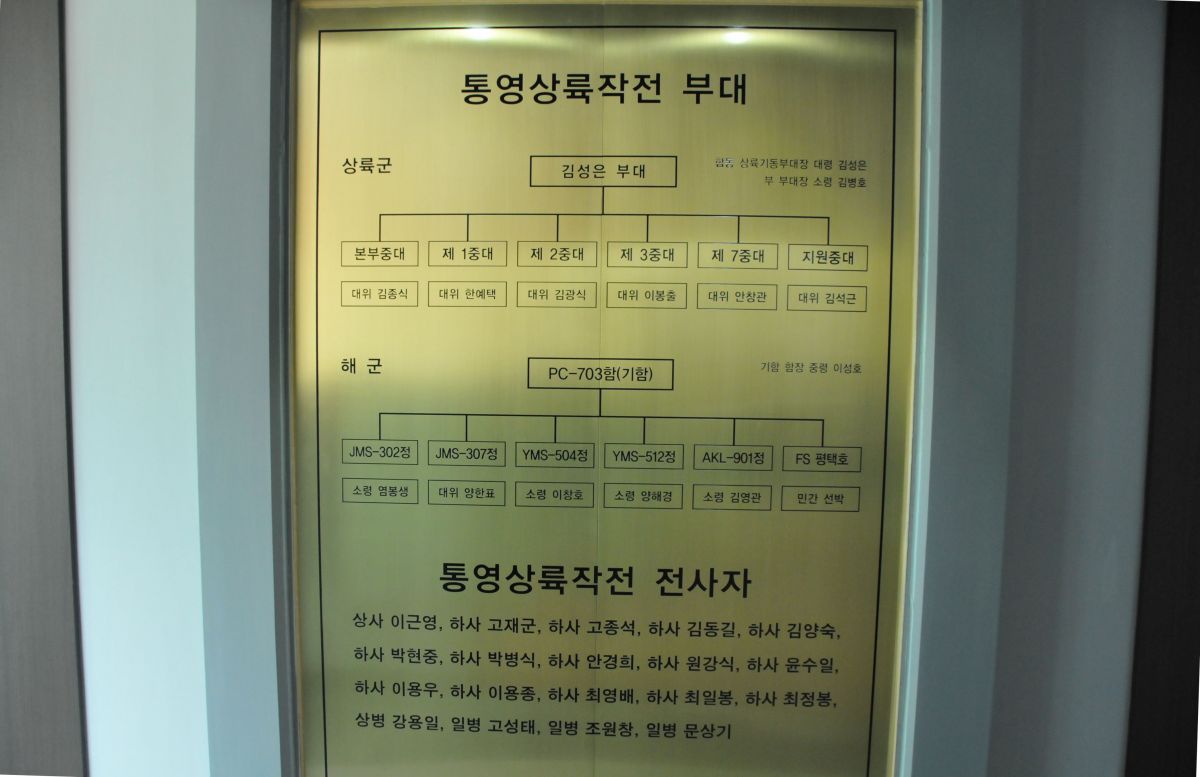 통영상륙작전 부대
상륙군
김성은 부대
함동 상륙기동부대장 대령 김성은
부 부대장 소령 김병호
본부중대 제 1중대 제 2중대 제 3중대 제 7중대 지원중대
대위 김종식 대위 한예택 대위 김광식 대위 이봉출 대위 안창관 대위 김석근
해 군
PC-703함(기함)
기함 함장 중령 이성호
JMS-302정 JMS-307정 YMS-504정 YMS-512정 AKL-901정 FS 평택호
소령 염봉생 대위 양한표 소령 이창호 소령 양해경 소령 김영관 민간 선박
통영상륙작전 전사자
상사 이근영, 하사 고재군, 하사 고종석, 하사 김동길, 하사 김양숙,
하사 박현중, 하사 박병식, 하사 안경희, 하사 원강식, 하사 윤수일,
하사 이용우, 하사 이용종, 하사 최영배, 하사 최일봉, 하사 최정봉,
상병 강용일, 일병 고성태, 일병 조원창, 일병 문상기